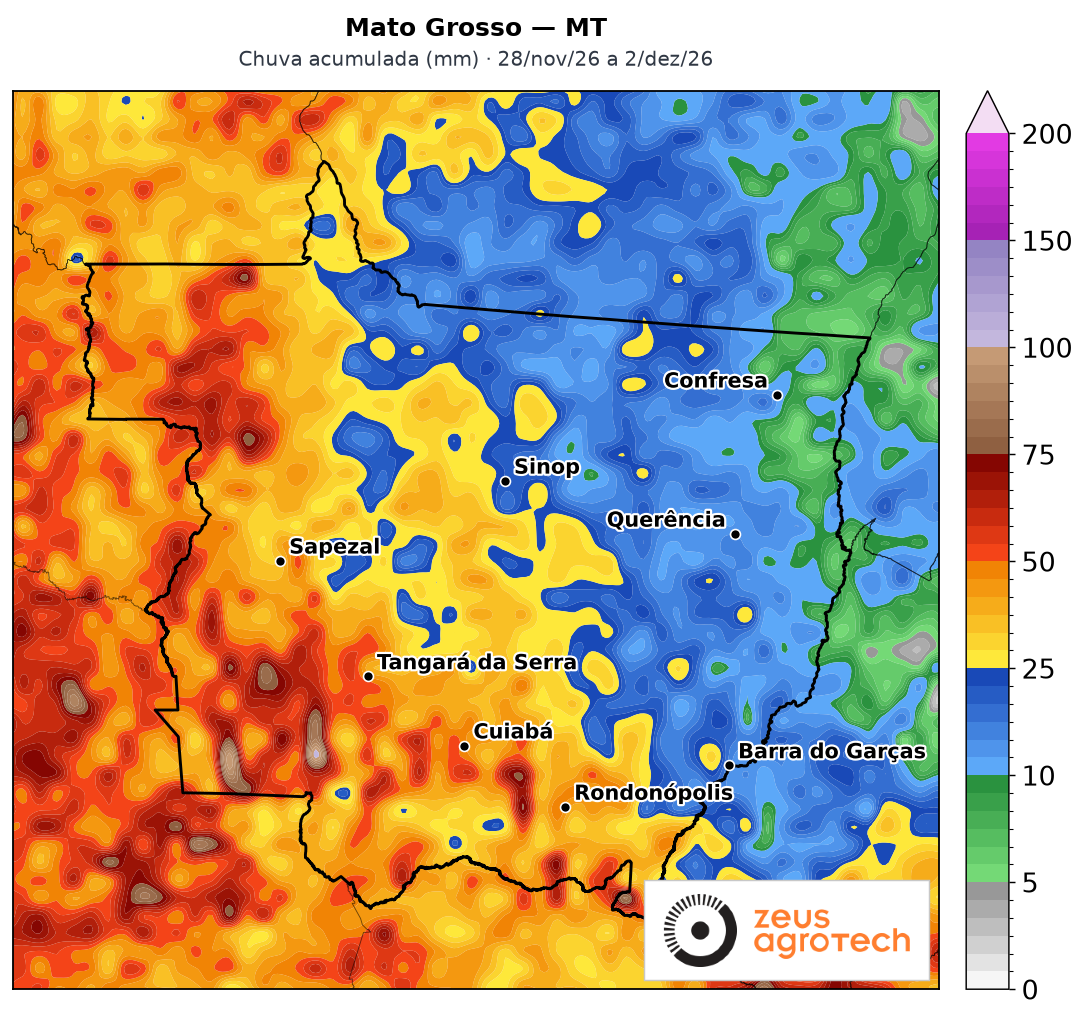 Mato Grosso — MT
Chuva acumulada (mm) · 28/nov/26 a 2/dez/26
200
150
100
75
50
25
10
5
0
Confresa
Sinop
Querência
Sapezal
Tangará da Serra
Cuiabá
Barra do Garças
Rondonópolis
zeus
agrotech